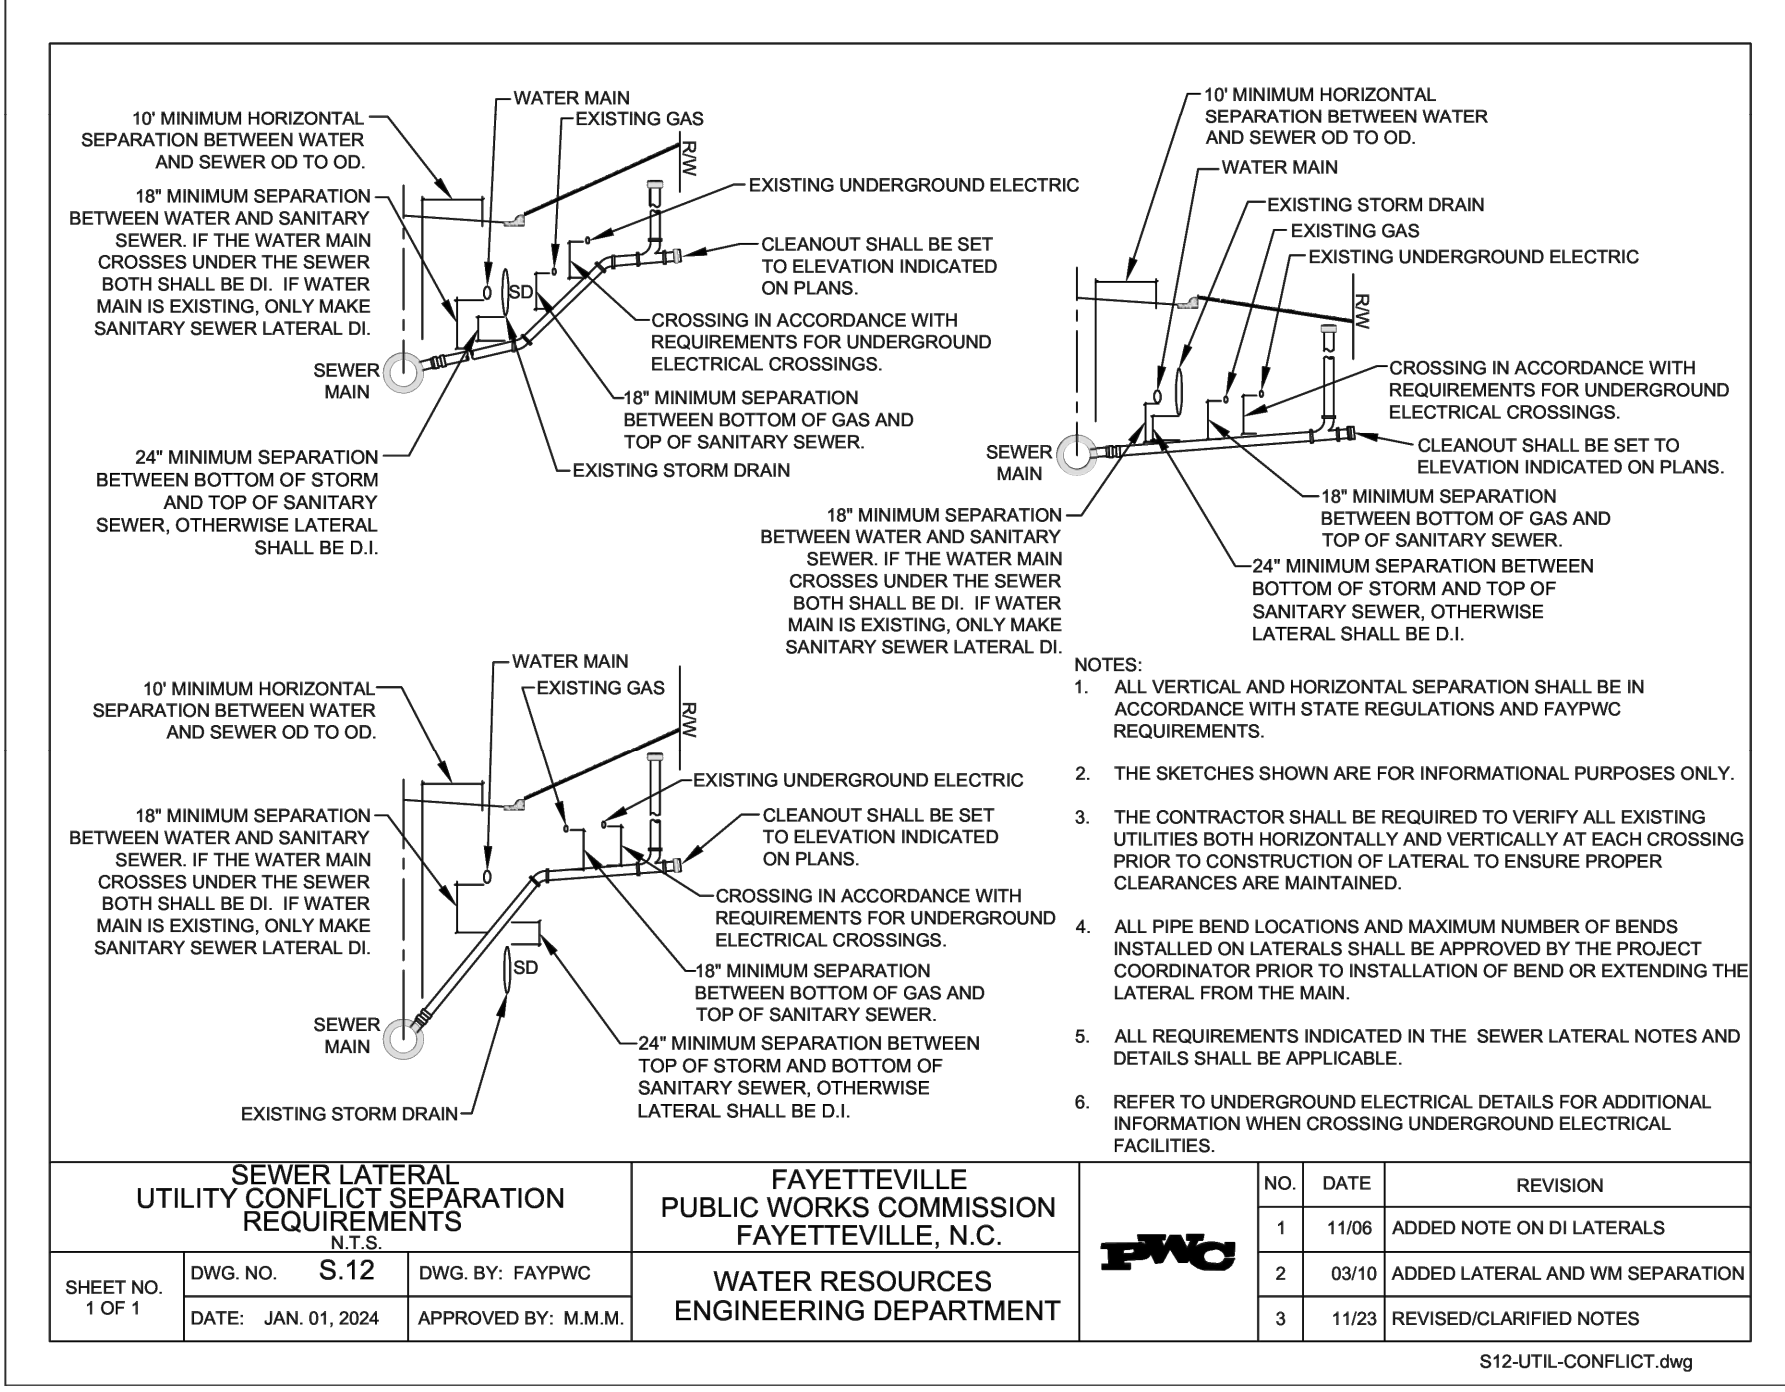 WATER MAIN
EXISTING GAS
10' MINIMUM HORIZONTAL
SEPARATION BETWEEN WATER
AND SEWER OD TO OD.
R/W
18" MINIMUM SEPARATION
BETWEEN WATER AND SANITARY
SEWER. IF THE WATER MAIN
CROSSES UNDER THE SEWER
BOTH SHALL BE DI.  IF WATER
MAIN IS EXISTING, ONLY MAKE
SANITARY SEWER LATERAL DI.
EXISTING UNDERGROUND ELECTRIC
CLEANOUT SHALL BE SET
TO ELEVATION INDICATED
ON PLANS.
SD
CROSSING IN ACCORDANCE WITH
REQUIREMENTS FOR UNDERGROUND
ELECTRICAL CROSSINGS.
SEWER
MAIN
18" MINIMUM SEPARATION
BETWEEN BOTTOM OF GAS AND
TOP OF SANITARY SEWER.
24" MINIMUM SEPARATION
BETWEEN BOTTOM OF STORM
AND TOP OF SANITARY
SEWER, OTHERWISE LATERAL
SHALL BE D.I.
EXISTING STORM DRAIN
10' MINIMUM HORIZONTAL
SEPARATION BETWEEN WATER
AND SEWER OD TO OD.
WATER MAIN
EXISTING STORM DRAIN
EXISTING GAS
EXISTING UNDERGROUND ELECTRIC
R/W
CROSSING IN ACCORDANCE WITH
REQUIREMENTS FOR UNDERGROUND
ELECTRICAL CROSSINGS.
SEWER
MAIN
CLEANOUT SHALL BE SET TO
ELEVATION INDICATED ON PLANS.
18" MINIMUM SEPARATION
BETWEEN BOTTOM OF GAS AND
TOP OF SANITARY SEWER.
18" MINIMUM SEPARATION
BETWEEN WATER AND SANITARY
SEWER. IF THE WATER MAIN
CROSSES UNDER THE SEWER
BOTH SHALL BE DI.  IF WATER
MAIN IS EXISTING, ONLY MAKE
SANITARY SEWER LATERAL DI.
24" MINIMUM SEPARATION BETWEEN
BOTTOM OF STORM AND TOP OF
SANITARY SEWER, OTHERWISE
LATERAL SHALL BE D.I.
WATER MAIN
EXISTING GAS
10' MINIMUM HORIZONTAL
SEPARATION BETWEEN WATER
AND SEWER OD TO OD.
R/W
EXISTING UNDERGROUND ELECTRIC
18" MINIMUM SEPARATION
BETWEEN WATER AND SANITARY
SEWER. IF THE WATER MAIN
CROSSES UNDER THE SEWER
BOTH SHALL BE DI.  IF WATER
MAIN IS EXISTING, ONLY MAKE
SANITARY SEWER LATERAL DI.
CLEANOUT SHALL BE SET
TO ELEVATION INDICATED
ON PLANS.
CROSSING IN ACCORDANCE WITH
REQUIREMENTS FOR UNDERGROUND
ELECTRICAL CROSSINGS.
SD
18" MINIMUM SEPARATION
BETWEEN BOTTOM OF GAS AND
TOP OF SANITARY SEWER.
SEWER
MAIN
24" MINIMUM SEPARATION BETWEEN
TOP OF STORM AND BOTTOM OF
SANITARY SEWER, OTHERWISE
LATERAL SHALL BE D.I.
EXISTING STORM DRAIN
NOTES:
1. ALL VERTICAL AND HORIZONTAL SEPARATION SHALL BE IN
ACCORDANCE WITH STATE REGULATIONS AND FAYPWC
REQUIREMENTS.
2. THE SKETCHES SHOWN ARE FOR INFORMATIONAL PURPOSES ONLY.
3. THE CONTRACTOR SHALL BE REQUIRED TO VERIFY ALL EXISTING
UTILITIES BOTH HORIZONTALLY AND VERTICALLY AT EACH CROSSING
PRIOR TO CONSTRUCTION OF LATERAL TO ENSURE PROPER
CLEARANCES ARE MAINTAINED.
4. ALL PIPE BEND LOCATIONS AND MAXIMUM NUMBER OF BENDS
INSTALLED ON LATERALS SHALL BE APPROVED BY THE PROJECT
COORDINATOR PRIOR TO INSTALLATION OF BEND OR EXTENDING THE
LATERAL FROM THE MAIN.
5. ALL REQUIREMENTS INDICATED IN THE  SEWER LATERAL NOTES AND
DETAILS SHALL BE APPLICABLE.
6. REFER TO UNDERGROUND ELECTRICAL DETAILS FOR ADDITIONAL
INFORMATION WHEN CROSSING UNDERGROUND ELECTRICAL
FACILITIES.
SEWER LATERAL
UTILITY CONFLICT SEPARATION
REQUIREMENTS
N.T.S.
SHEET NO.
1 OF 1
DWG. NO. S.12
DWG. BY: FAYPWC
DATE: JAN. 01, 2024
APPROVED BY: M.M.M.
FAYETTEVILLE
PUBLIC WORKS COMMISSION
FAYETTEVILLE, N.C.
WATER RESOURCES
ENGINEERING DEPARTMENT
PWC
NO. DATE REVISION
1 11/06 ADDED NOTE ON DI LATERALS
2 03/10 ADDED LATERAL AND WM SEPARATION
3 11/23 REVISED/CLARIFIED NOTES
S12-UTIL-CONFLICT.dwg